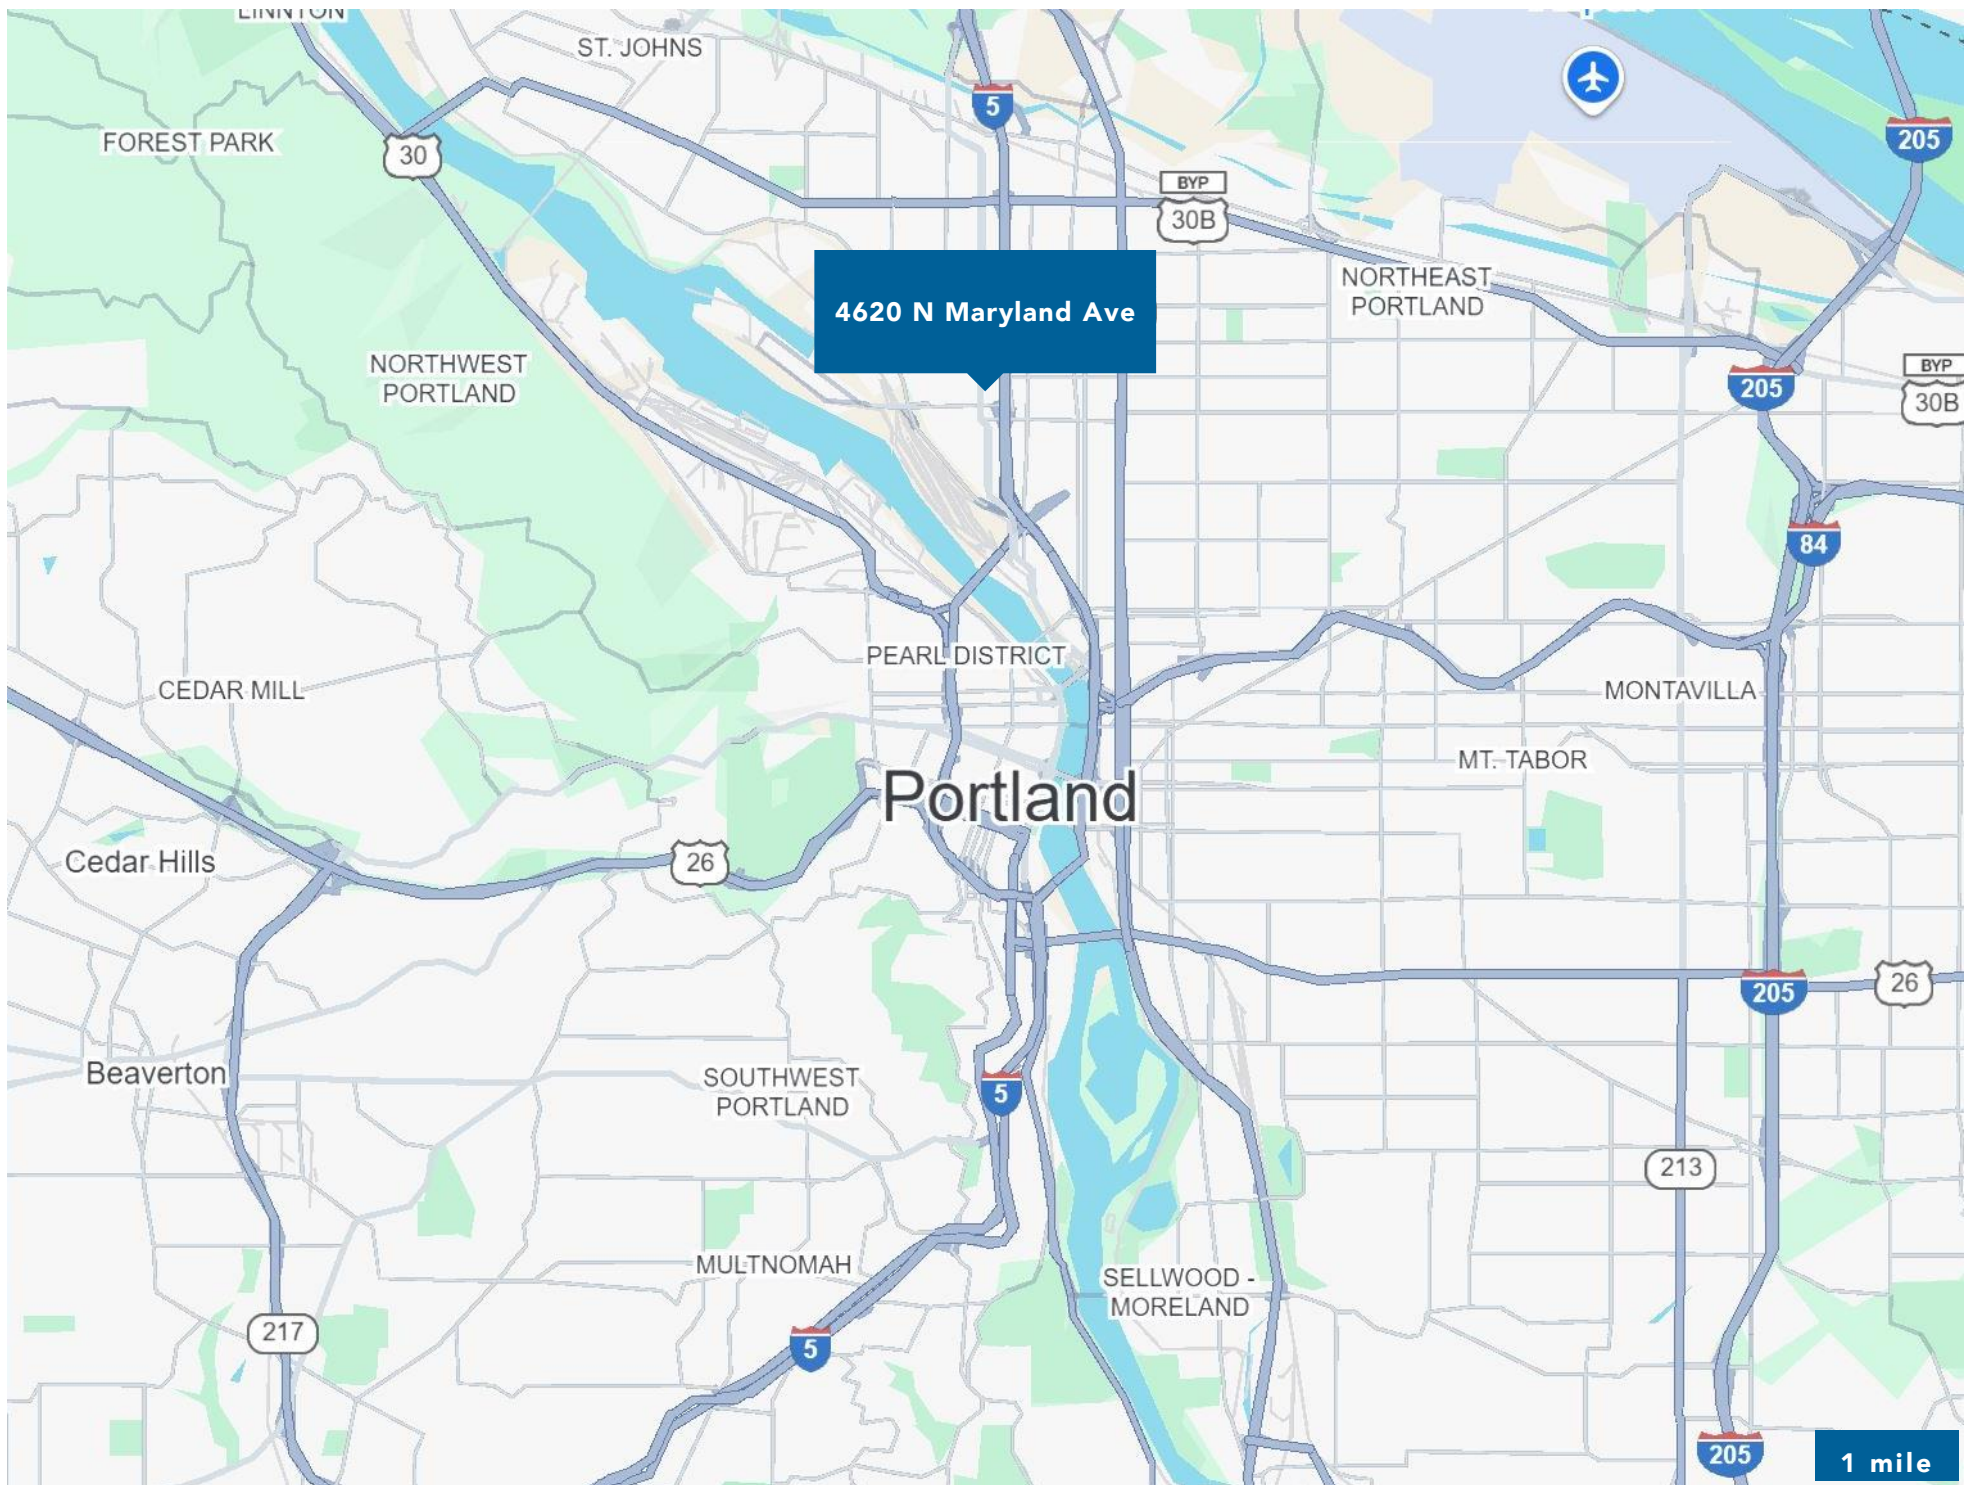 LINNTON
ST. JOHNS
5
FOREST PARK
30
205
BYP
30B
NORTHEAST
PORTLAND
4620 N Maryland Ave
NORTHWEST
PORTLAND
205
BYP
30B
84
PEARL DISTRICT
CEDAR MILL
MONTAVILLA
MT. TABOR
Portland
Cedar Hills
26
205
26
Beaverton
SOUTHWEST
PORTLAND
5
213
MULTNOMAH
SELLWOOD -
MORELAND
217
5
205
1 mile